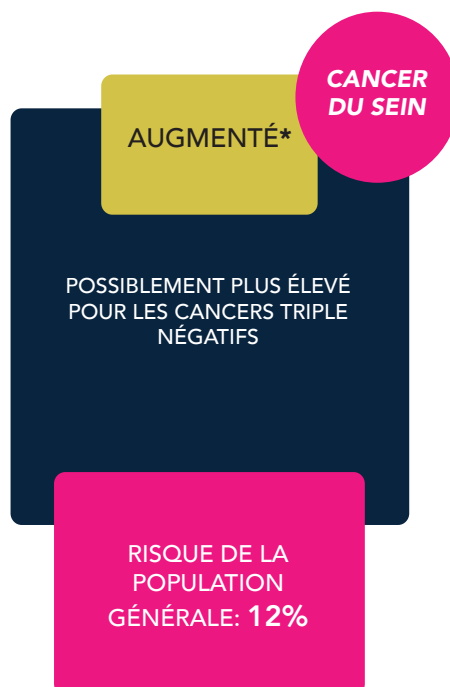 CANCER
DU SEIN
AUGMENTÉ*
POSSIBLEMENT PLUS ÉLEVÉ
POUR LES CANCERS TRIPLE
NÉGATIFS
RISQUE DE LA
POPULATION
GÉNÉRALE: 12%